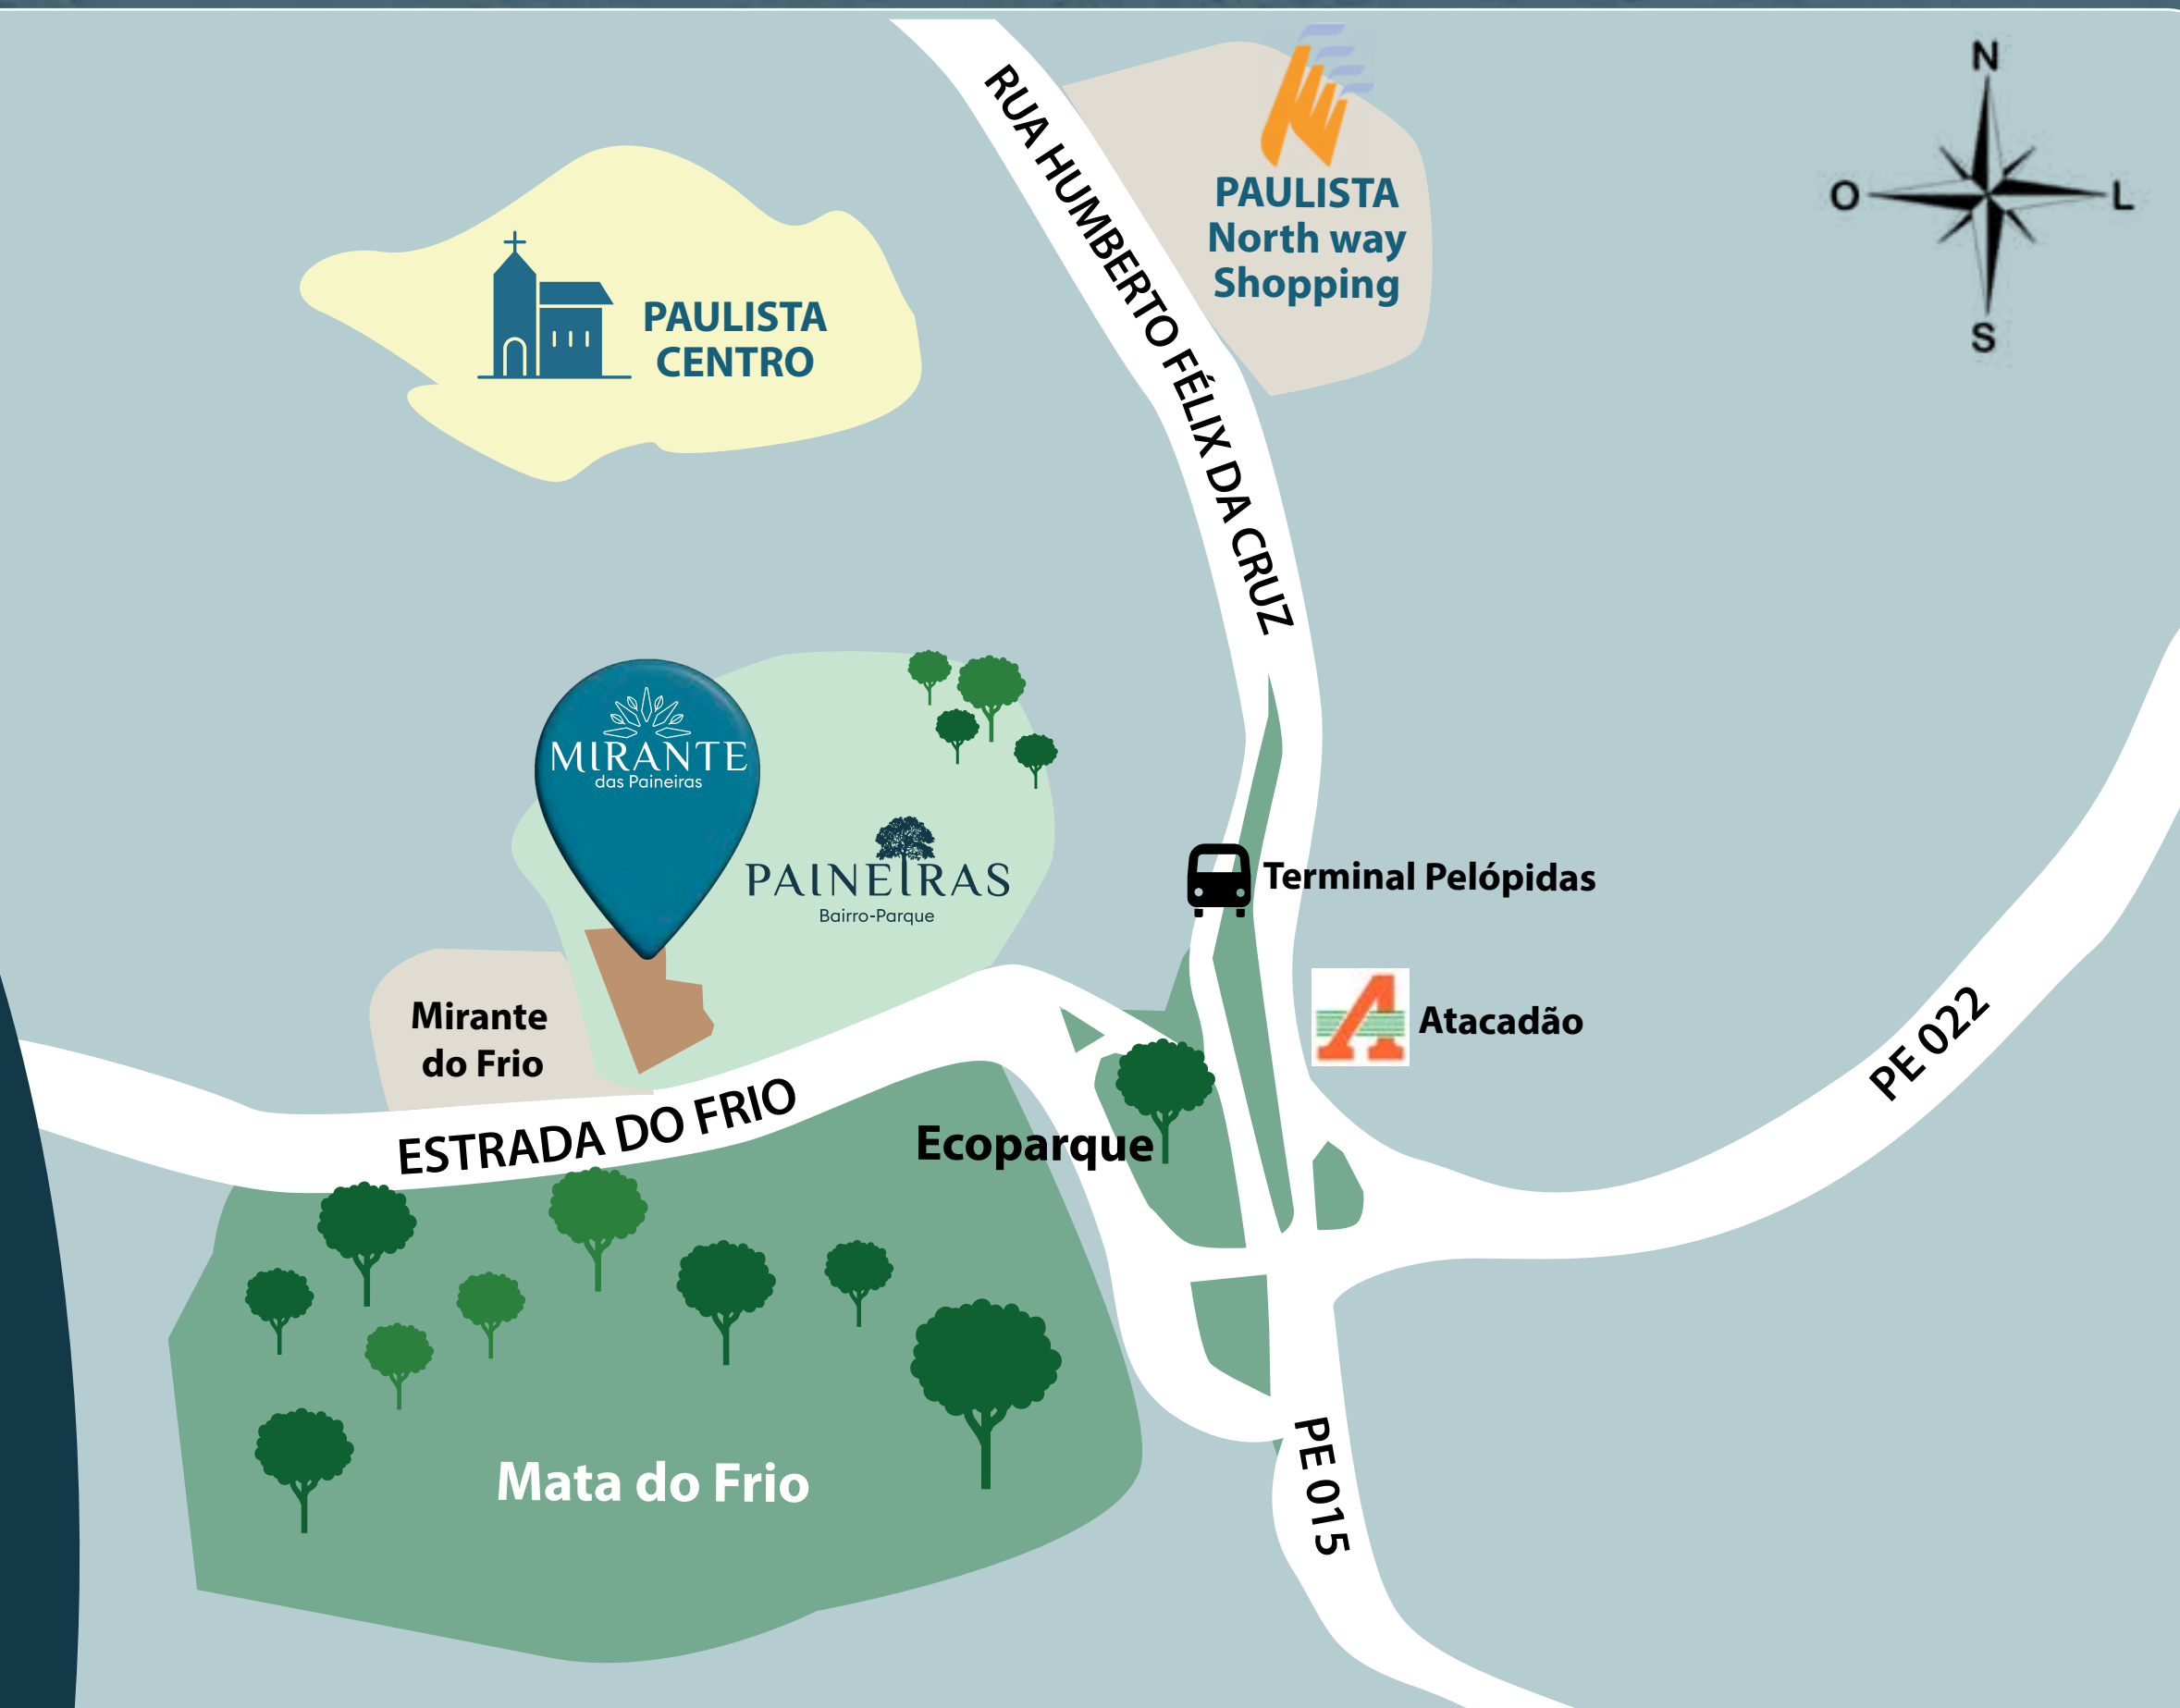 N
O
L
S
RUA HUMBERTO FÉLIX DA CRUZ
PAULISTA
North way
Shopping
PAULISTA
CENTRO
MIRANTE
das Paineiras
PAINEIRAS
Bairro-Parque
Terminal Pelópidas
Atacadão
Mirante
do Frio
ESTRADA DO FRIO
Ecoparque
PE 022
Mata do Frio
PE 015